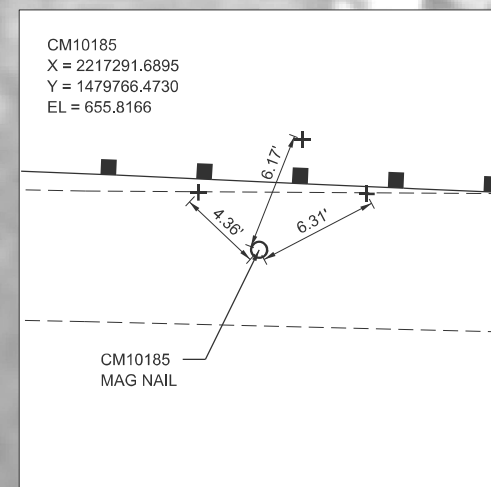 CM10185
X = 2217291.6895
Y = 1479766.4730
EL = 655.8166
6.17'
4.36'
6.31'
CM10185
MAG NAIL